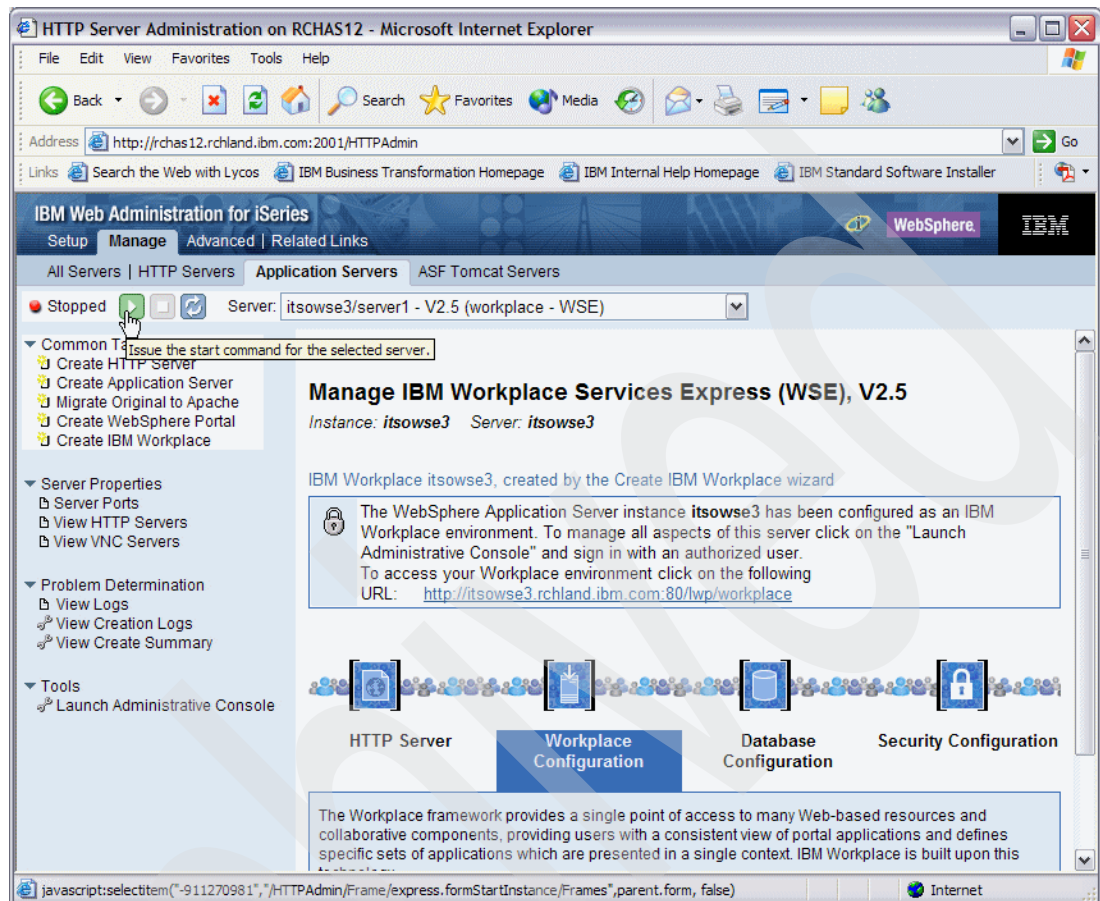 HTTP Server Administration on RCHAS12 - Microsoft Internet Explorer
File Edit View Favorites Tools Help
Back Search Favorites Media
Address http://rchas12.rchland.ibm.com:2001/HTTPAdmin Go
Links Search the Web with Lycos IBM Business Transformation Homepage IBM Internal Help Homepage IBM Standard Software Installer
IBM Web Administration for iSeries
WebSphere. IBM
Setup Manage Advanced | Related Links
All Servers | HTTP Servers Application Servers ASF Tomcat Servers
Stopped Server: itsowse3/server1 - V2.5 (workplace - WSE)
Common Ta
Issue the start command for the selected server.
Create HTTP Server
Create Application Server
Migrate Original to Apache
Create WebSphere Portal
Create IBM Workplace
Server Properties
Server Ports
View HTTP Servers
View VNC Servers
Problem Determination
View Logs
View Creation Logs
View Create Summary
Tools
Launch Administrative Console
Manage IBM Workplace Services Express (WSE), V2.5
Instance: itsowse3 Server: itsowse3
IBM Workplace itsowse3, created by the Create IBM Workplace wizard
The WebSphere Application Server instance itsowse3 has been configured as an IBM
Workplace environment. To manage all aspects of this server click on the "Launch
Administrative Console" and sign in with an authorized user.
To access your Workplace environment click on the following
URL: http://itsowse3.rchland.ibm.com:80/lwp/workplace
HTTP Server
Workplace
Configuration
Database
Configuration
Security Configuration
The Workplace framework provides a single point of access to many Web-based resources and
collaborative components, providing users with a consistent view of portal applications and defines
specific sets of applications which are presented in a single context. IBM Workplace is built upon this
javascript:selectitem("-911270981","/HTTPAdmin/Frame/express.formStartInstance/Frames",parent.form, false) Internet